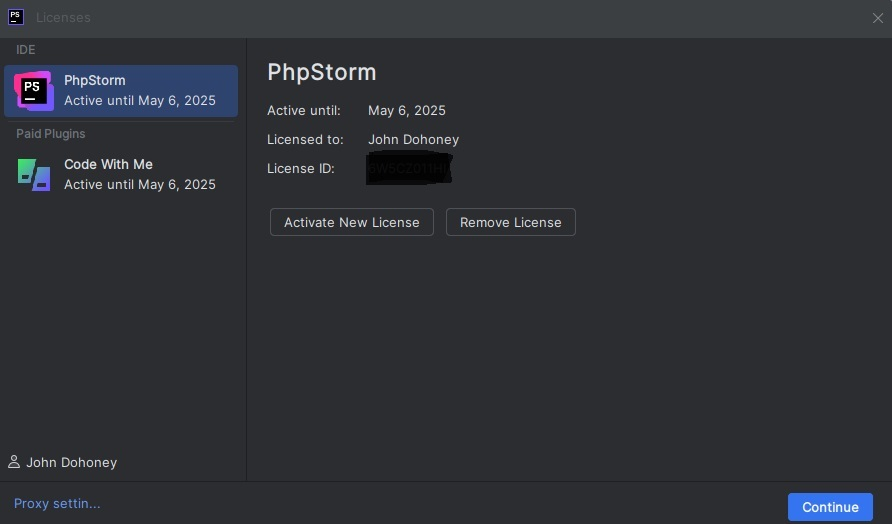 PS Licenses
IDE
PS
PhpStorm
Active until May 6, 2025
Paid Plugins
Code With Me
Active until May 6, 2025
John Dohoney
PhpStorm
Active until: May 6, 2025
Licensed to: John Dohoney
License ID:
Activate New License Remove License
Proxy settin...
Continue